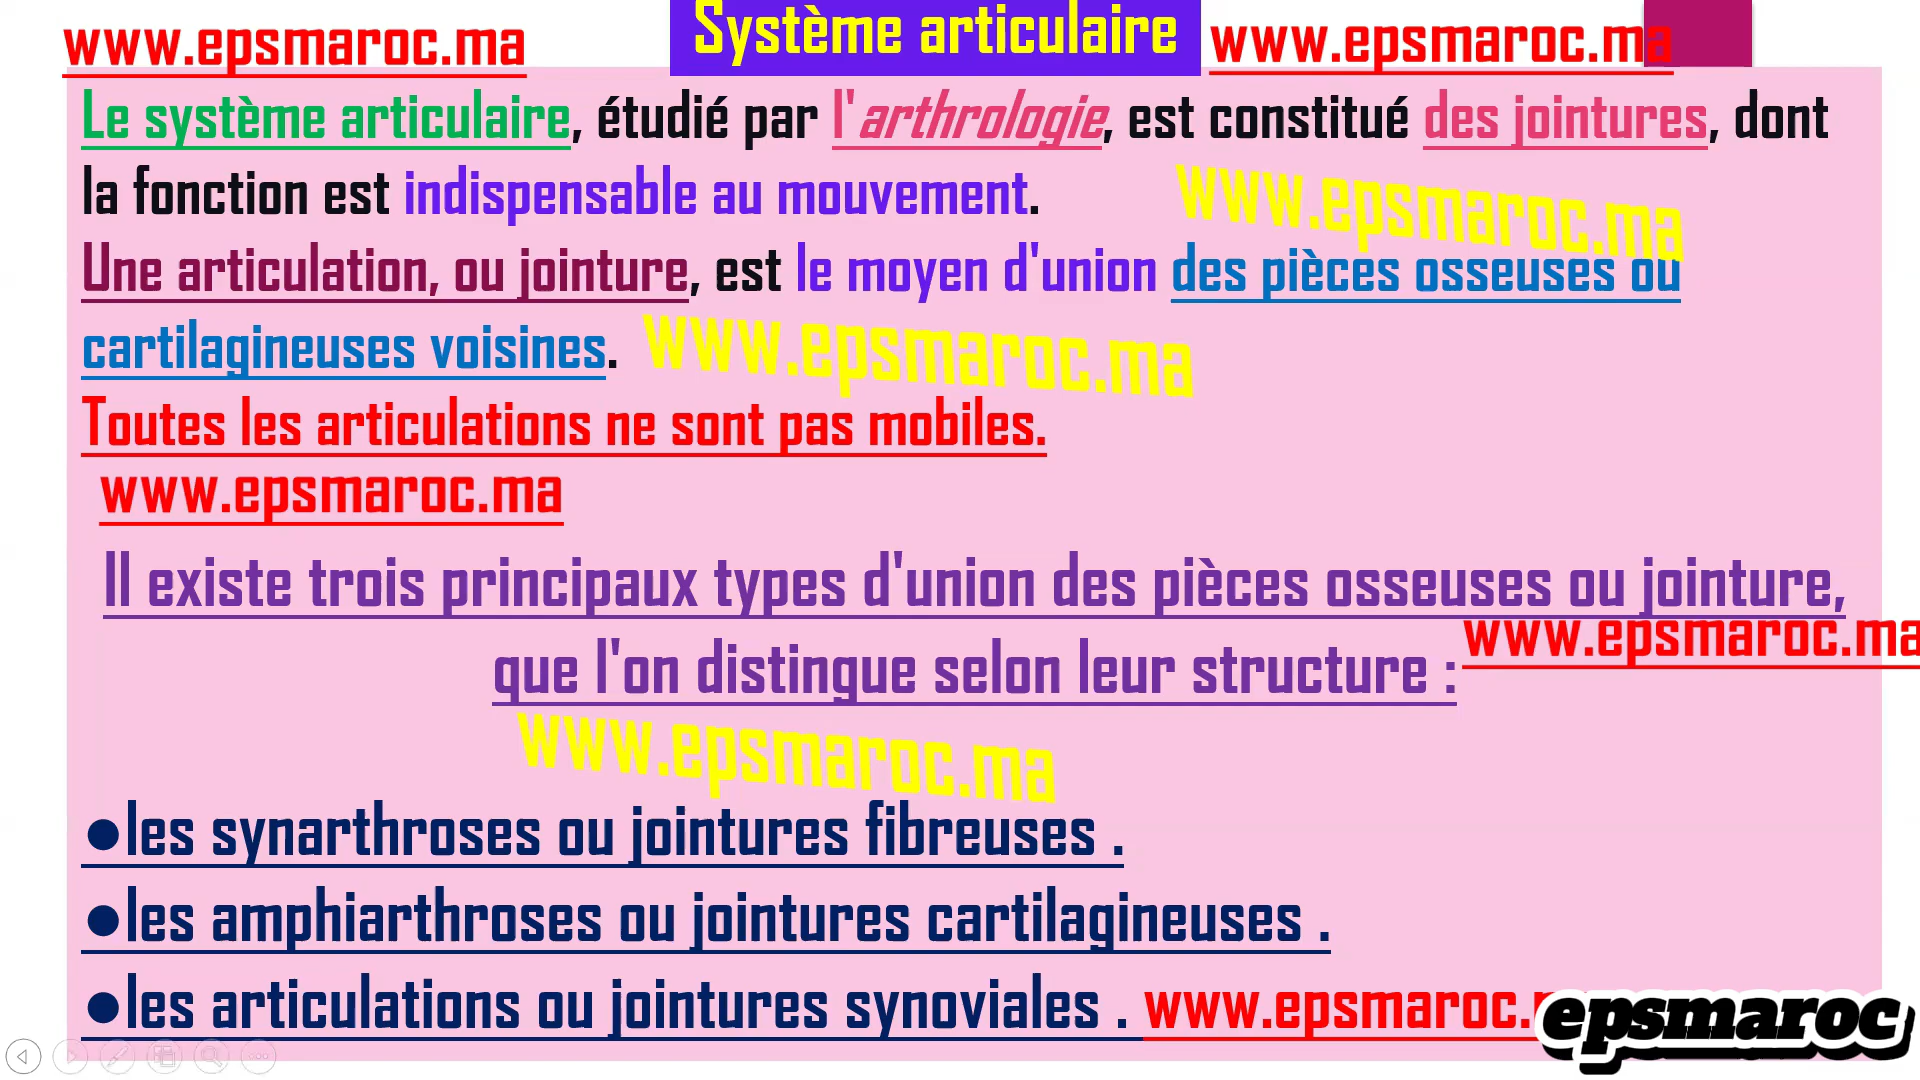 Système articulaire
www.epsmaroc.ma
www.epsmaroc.ma
Le système articulaire, étudié par l'arthrologie, est constitué des jointures, dont
la fonction est indispensable au mouvement.
www.epsmaroc.ma
Une articulation, ou jointure, est le moyen d'union des pièces osseuses ou
cartilagineuses voisines.
www.epsmaroc.ma
Toutes les articulations ne sont pas mobiles.
www.epsmaroc.ma
Il existe trois principaux types d'union des pièces osseuses ou jointure,
www.epsmaroc.ma
que l'on distingue selon leur structure :
www.epsmaroc.ma
●les synarthroses ou jointures fibreuses .
●les amphiarthroses ou jointures cartilagineuses .
●les articulations ou jointures synoviales . www.epsmaroc.
epsmaroc